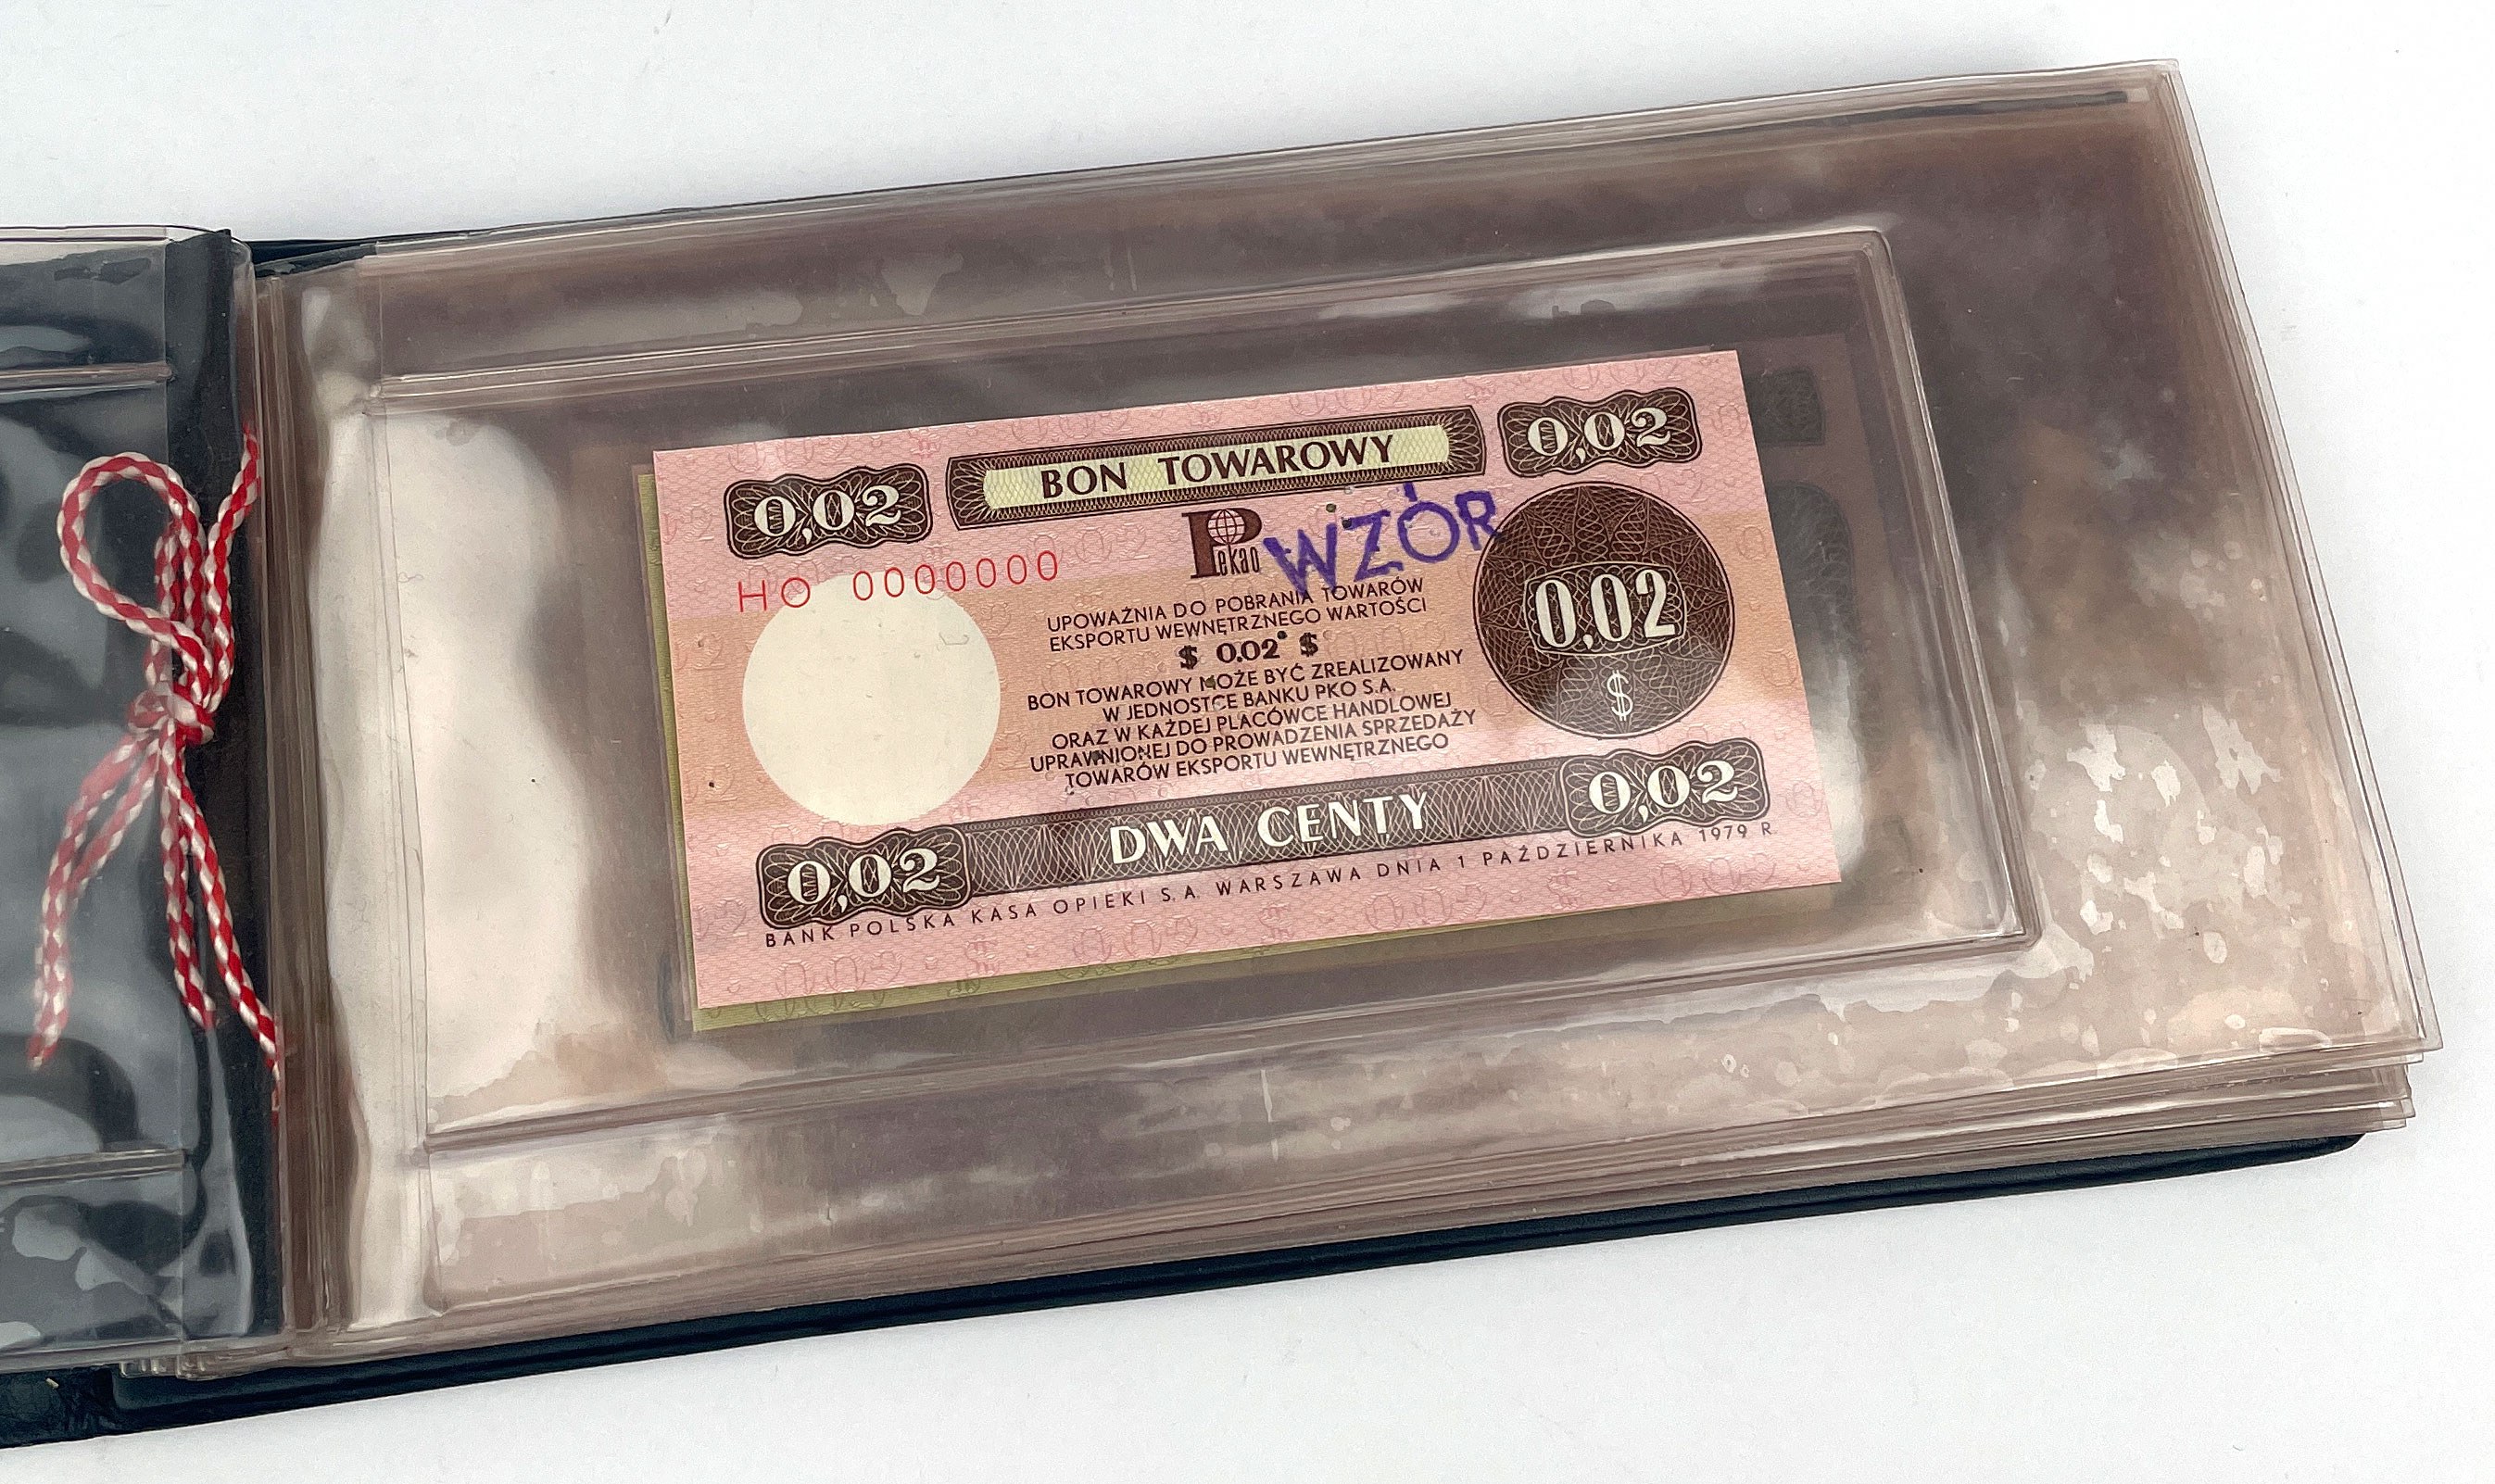 BON TOWAROWY
0,02
0,02
HO 0000000
Pekao
WZÓR
UPOWAŻNIA DO POBRANIA TOWARÓW
EKSPORTU WEWNĘTRZNEGO WARTOŚCI
$ 0.02 $
BON TOWAROWY MOŻE BYĆ ZREALIZOWANY
W JEDNOSTCE BANKU PKO S.A.
ORAZ W KAŻDEJ PLACÓWCE HANDLOWEJ
UPRAWNIONEJ DO PROWADZENIA SPRZEDAŻY
TOWARÓW EKSPORTU WEWNĘTRZNEGO
0,02
$
0,02
DWA CENTY
0,02
BANK POLSKA KASA OPIEKI S.A. WARSZAWA DNIA 1 PAŹDZIERNIKA 1979 R.